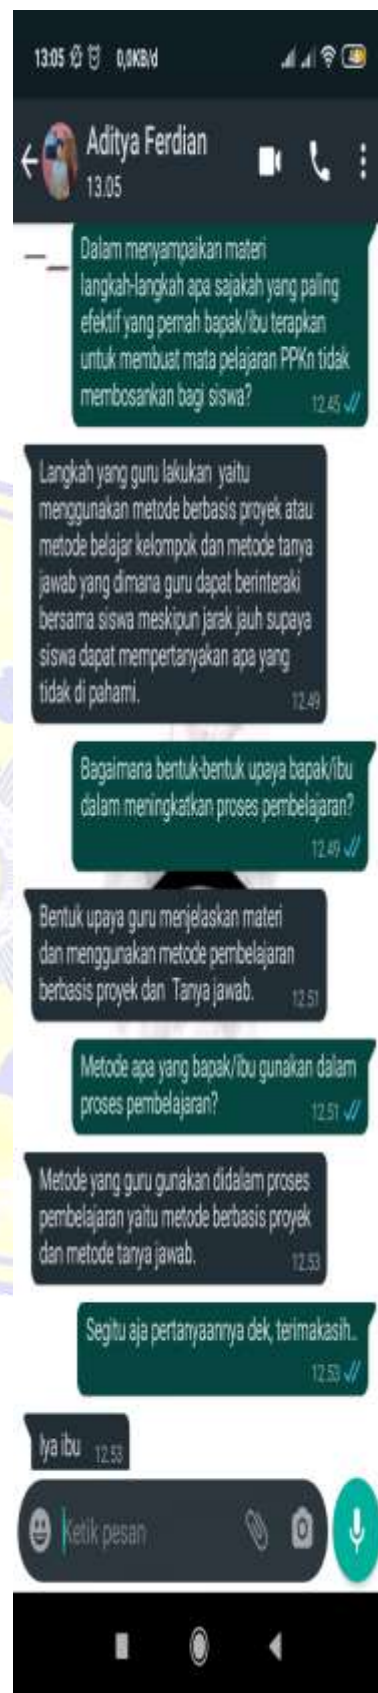 13:05 0,0KB/d
Aditya Ferdian
13.05
Dalam menyampaikan materi
langkah-langkah apa sajakah yang paling
efektif yang pernah bapak/ibu terapkan
untuk membuat mata pelajaran PPKn tidak
membosankan bagi siswa?
12.45
Langkah yang guru lakukan yaitu
menggunakan metode berbasis proyek atau
metode belajar kelompok dan metode tanya
jawab yang dimana guru dapat berinteraki
bersama siswa meskipun jarak jauh supaya
siswa dapat mempertanyakan apa yang
tidak di pahami.
12.49
Bagaimana bentuk-bentuk upaya bapak/ibu
dalam meningkatkan proses pembelajaran?
12.49
Bentuk upaya guru menjelaskan materi
dan menggunakan metode pembelajaran
berbasis proyek dan Tanya jawab.
12.51
Metode apa yang bapak/ibu gunakan dalam
proses pembelajaran?
12.51
Metode yang guru gunakan didalam proses
pembelajaran yaitu metode berbasis proyek
dan metode tanya jawab.
12.53
Segitu aja pertanyaannya dek, terimakasih..
12.53
Iya ibu 12.53
Ketik pesan